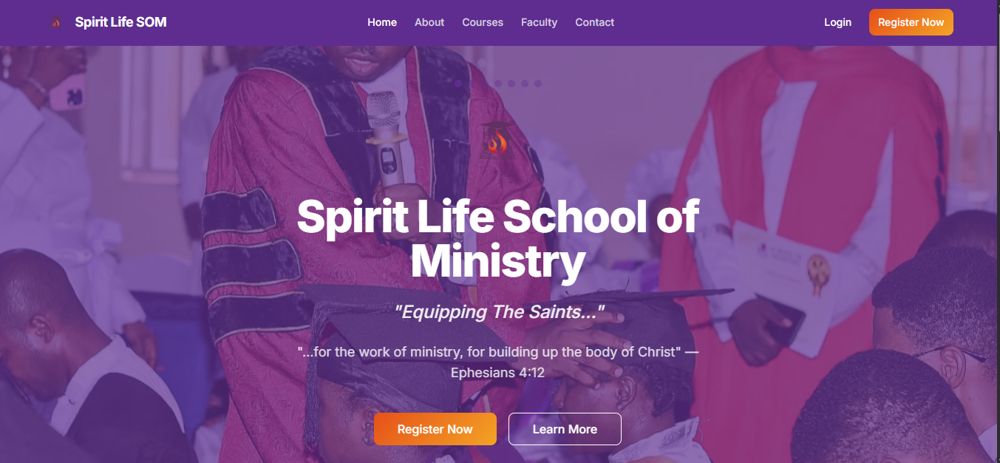 Spirit Life SOM
Home
About
Courses
Faculty
Contact
Login
Register Now
Spirit Life School of
Ministry
"Equipping The Saints..."
"...for the work of ministry, for building up the body of Christ" —
Ephesians 4:12
Register Now
Learn More